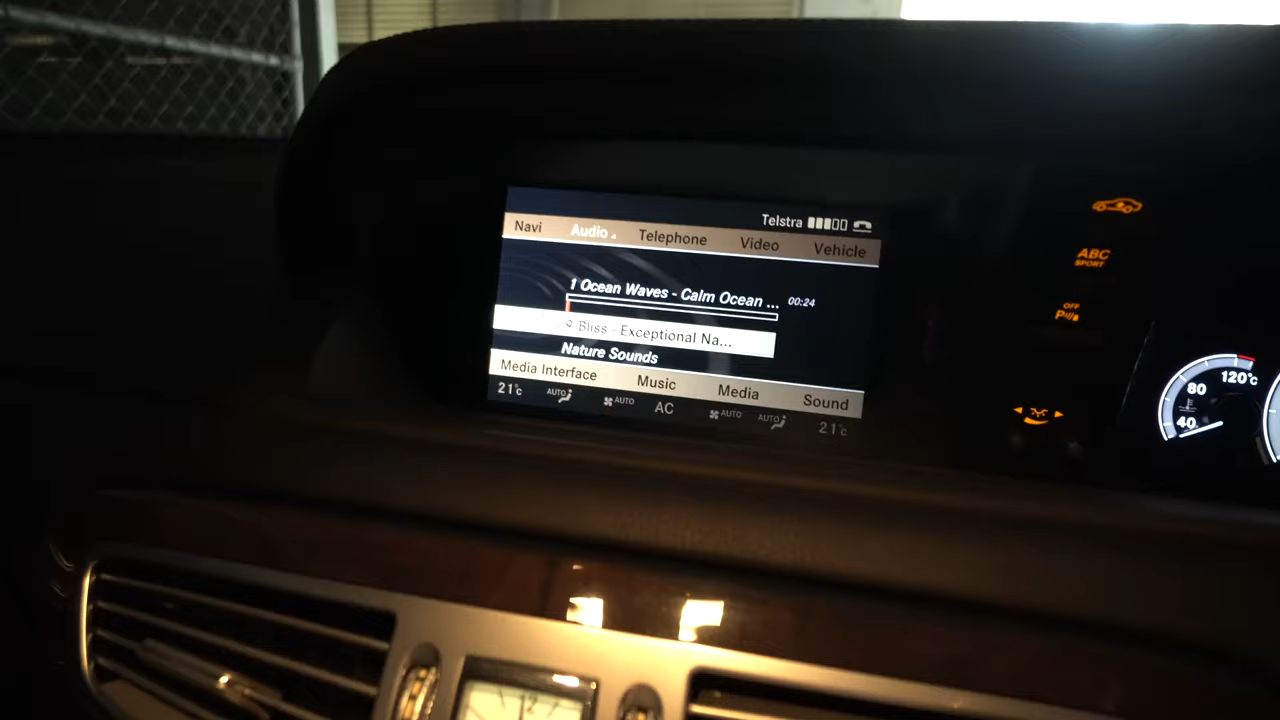 Telstra
Navi Audio Telephone Video Vehicle
1 Ocean Waves - Calm Ocean ... 00:24
Bliss - Exceptional Na...
Nature Sounds
Media Interface Music Media Sound
21°c AUTO AUTO AC AUTO AUTO 21°c
ABC
SPORT
OFF
P
120°c
80
40
12